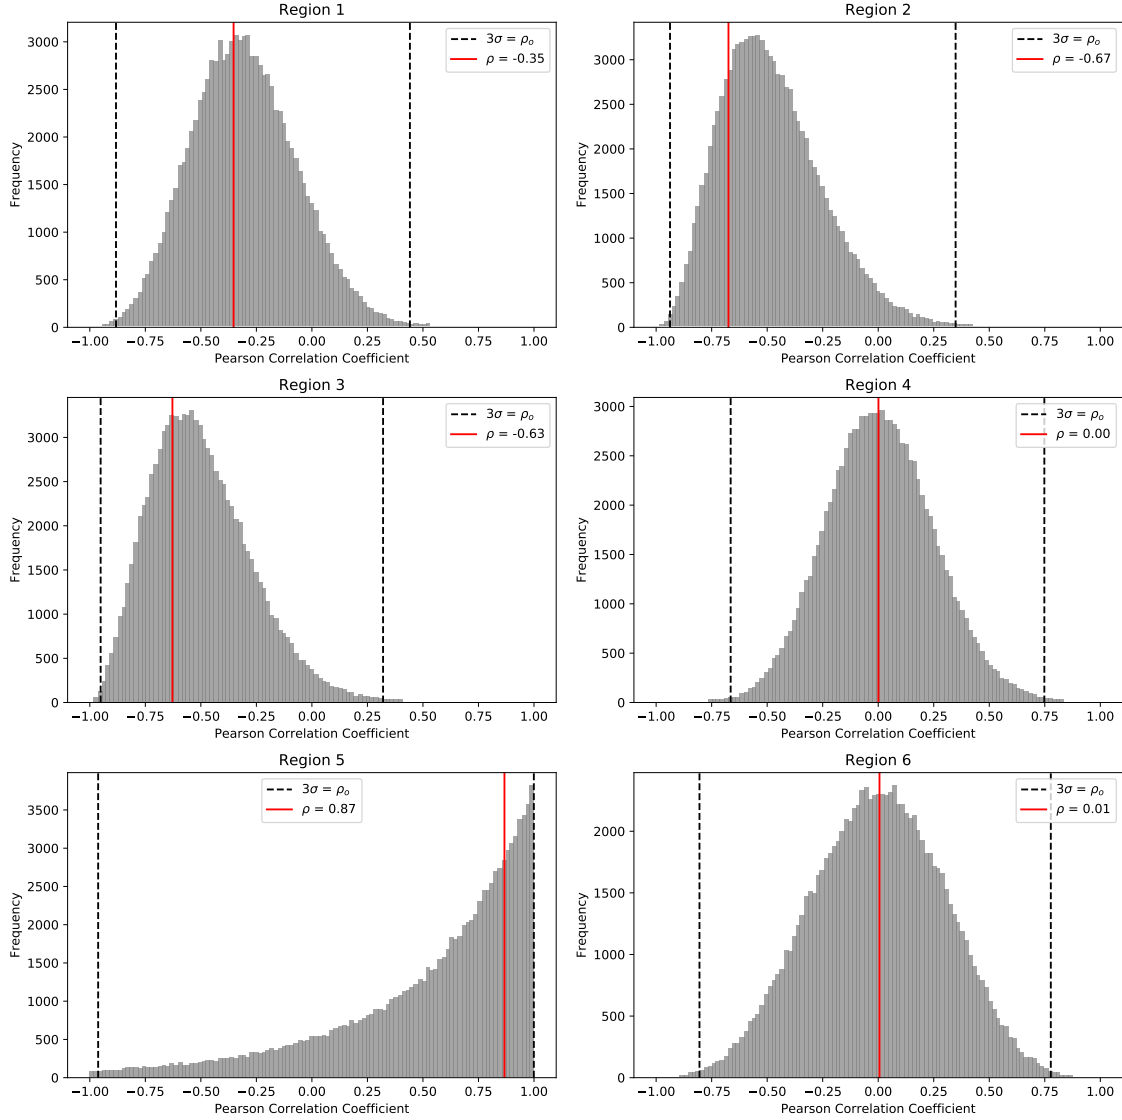 Region 1
3σ = ρₒ
ρ = -0.35
Frequency
3000
2500
2000
1500
1000
500
0
−1.00 −0.75 −0.50 −0.25 0.00 0.25 0.50 0.75 1.00
Pearson Correlation Coefficient
Region 2
3σ = ρₒ
ρ = -0.67
Frequency
3000
2500
2000
1500
1000
500
0
−1.00 −0.75 −0.50 −0.25 0.00 0.25 0.50 0.75 1.00
Pearson Correlation Coefficient
Region 3
3σ = ρₒ
ρ = -0.63
Frequency
3000
2500
2000
1500
1000
500
0
−1.00 −0.75 −0.50 −0.25 0.00 0.25 0.50 0.75 1.00
Pearson Correlation Coefficient
Region 4
3σ = ρₒ
ρ = 0.00
Frequency
3000
2500
2000
1500
1000
500
0
−1.00 −0.75 −0.50 −0.25 0.00 0.25 0.50 0.75 1.00
Pearson Correlation Coefficient
Region 5
3σ = ρₒ
ρ = 0.87
Frequency
3500
3000
2500
2000
1500
1000
500
0
−1.00 −0.75 −0.50 −0.25 0.00 0.25 0.50 0.75 1.00
Pearson Correlation Coefficient
Region 6
3σ = ρₒ
ρ = 0.01
Frequency
2000
1500
1000
500
0
−1.00 −0.75 −0.50 −0.25 0.00 0.25 0.50 0.75 1.00
Pearson Correlation Coefficient